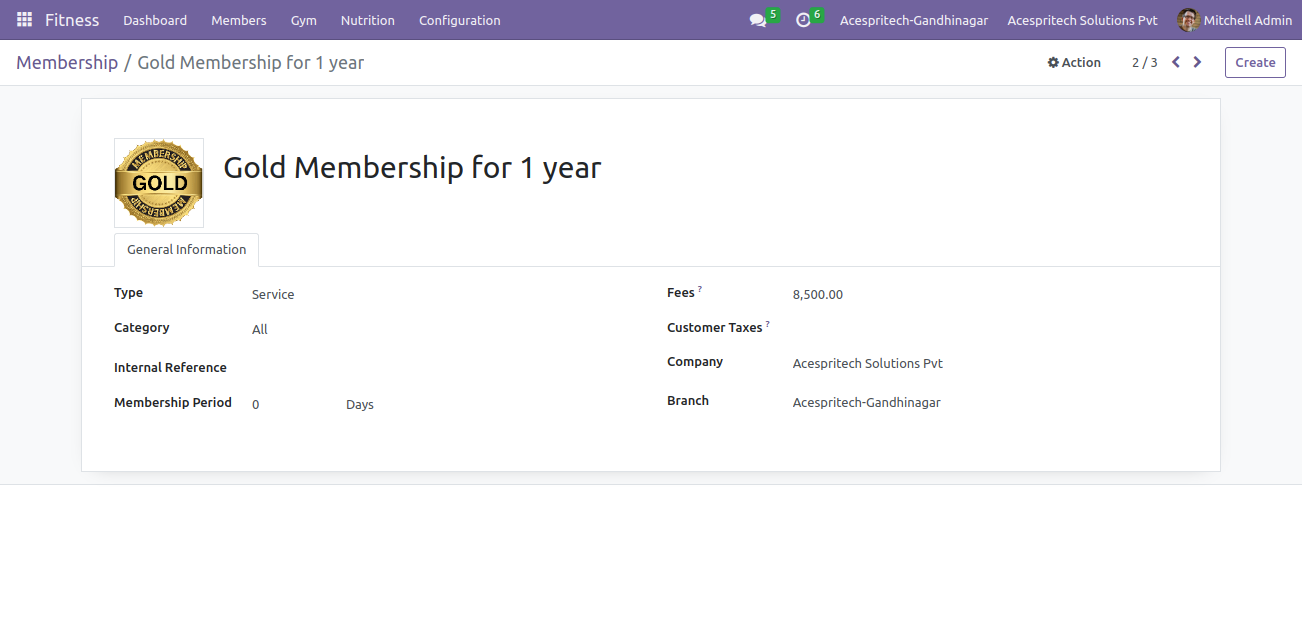 Fitness Dashboard Members Gym Nutrition Configuration 5 6 Acespritech-Gandhinagar Acespritech Solutions Pvt Mitchell Admin
Membership / Gold Membership for 1 year Action 2 / 3 Create
MEMBERSHIP
GOLD
MEMBERSHIP
Gold Membership for 1 year
General Information
Type Service Fees ? 8,500.00
Category All Customer Taxes ?
Internal Reference Company Acespritech Solutions Pvt
Membership Period 0 Days Branch Acespritech-Gandhinagar